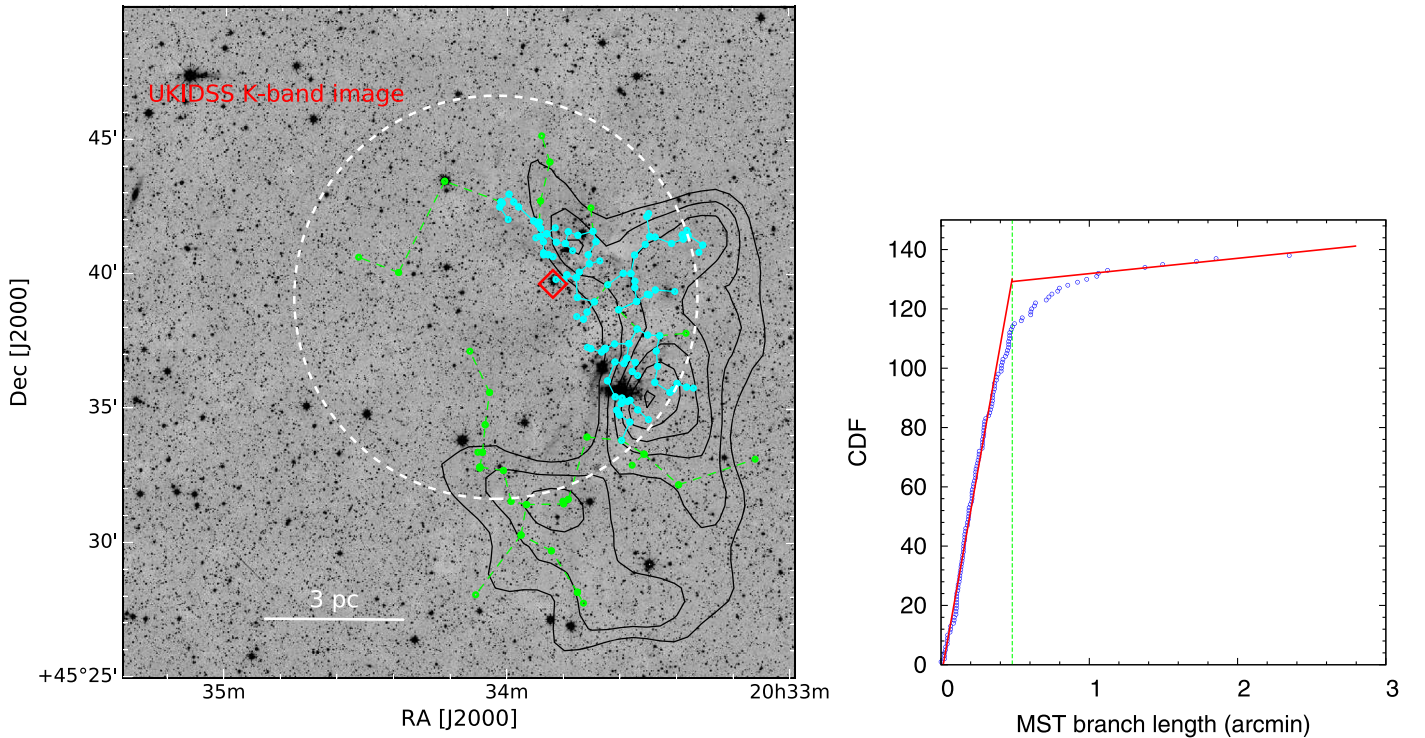 UKIDSS K-band image
45'
40'
35'
30'
+45°25'
3 pc
35m
34m
20h33m
RA [J2000]
Dec [J2000]
140
120
100
80
60
40
20
0
CDF
0
1
2
3
MST branch length (arcmin)